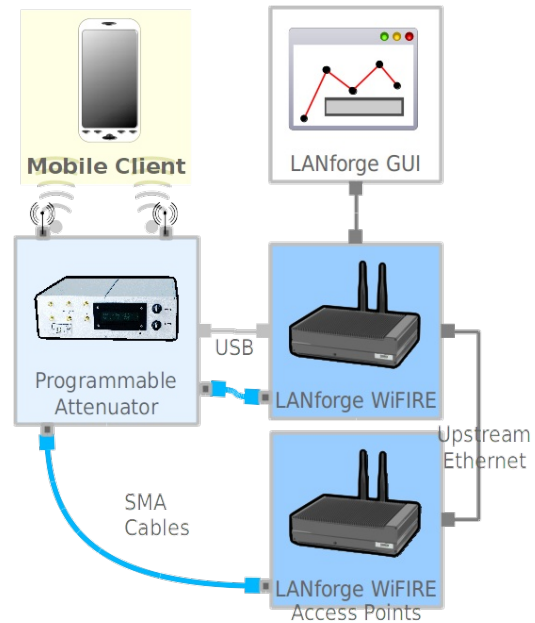 Mobile Client
LANforge GUI
USB
Programmable
Attenuator
LANforge WiFIRE
Upstream
Ethernet
SMA
Cables
LANforge WiFIRE
Access Points